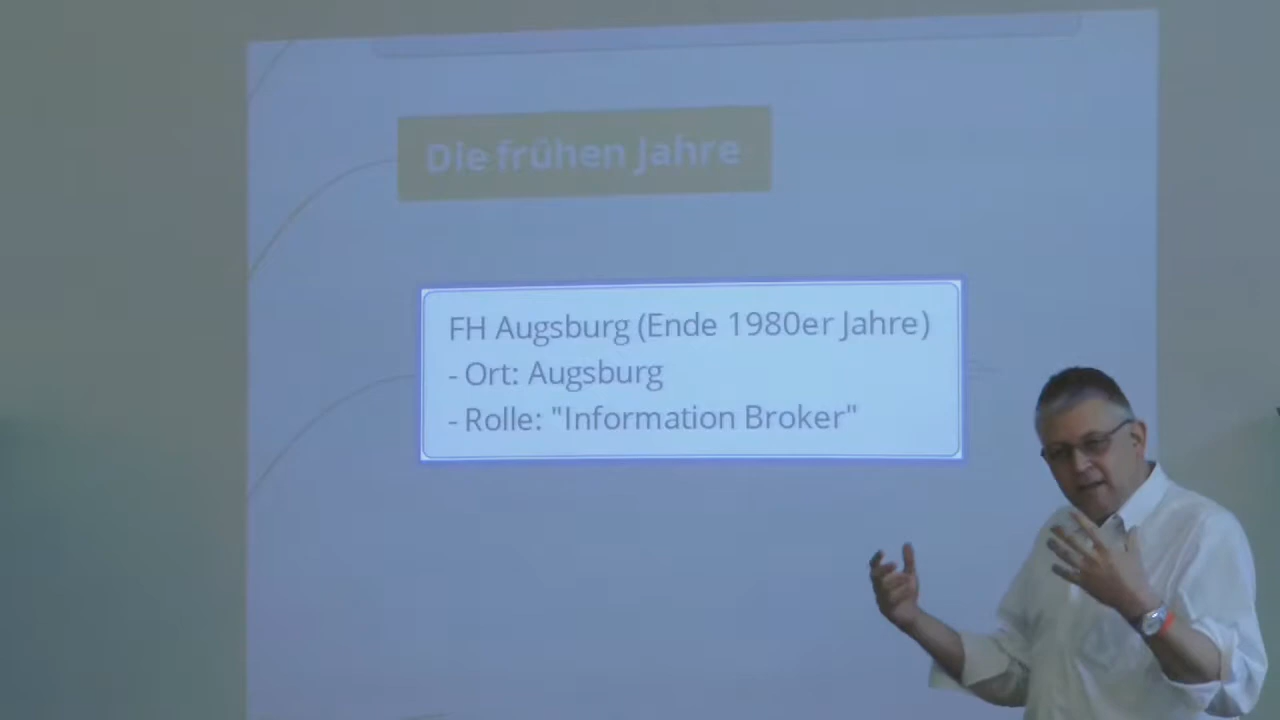 Die frühen Jahre
FH Augsburg (Ende 1980er Jahre)
- Ort: Augsburg
- Rolle: "Information Broker"